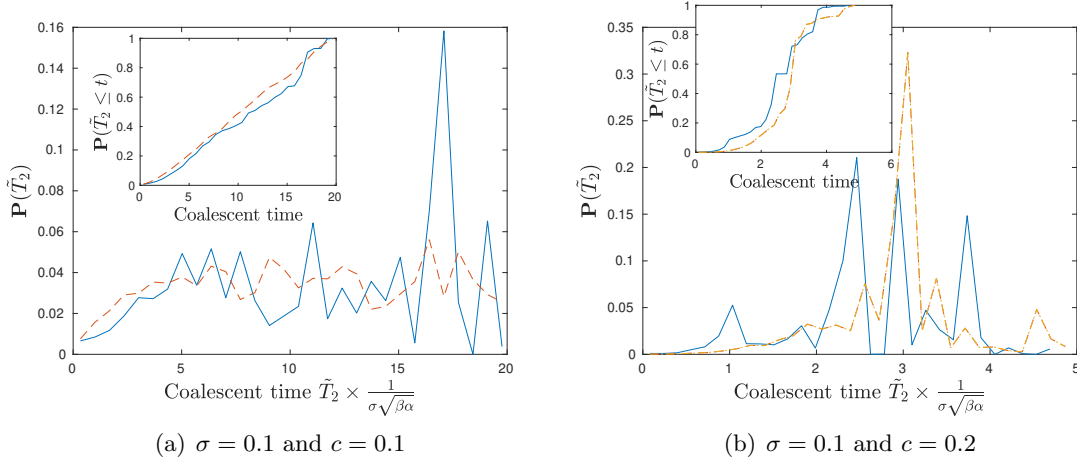 0.16
0.14
0.12
0.1
0.08
0.06
0.04
0.02
0
P(T̃₂)
0 5 10 15 20
Coalescent time T̃₂ × 1/(σ√(βα))
1
0.8
0.6
0.4
0.2
0
P(T̃₂ ≤ t)
0 5 10 15 20
Coalescent time
(a) σ = 0.1 and c = 0.1
0.35
0.3
0.25
0.2
0.15
0.1
0.05
0
P(T̃₂)
0 1 2 3 4 5
Coalescent time T̃₂ × 1/(σ√(βα))
1
0.8
0.6
0.4
0.2
0
P(T̃₂ ≤ t)
0 2 4 6
Coalescent time
(b) σ = 0.1 and c = 0.2